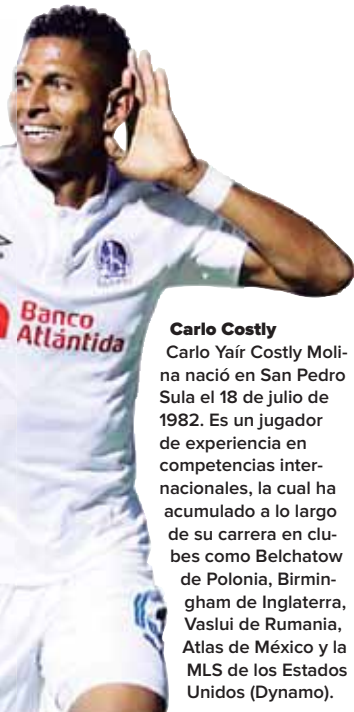 Banco
Atlántida
Carlo Costly
Carlo Yaír Costly Moli-
na nació en San Pedro
Sula el 18 de julio de
1982. Es un jugador
de experiencia en
competencias inter-
nacionales, la cual ha
acumulado a lo largo
de su carrera en clu-
bes como Belchatow
de Polonia, Birmin-
gham de Inglaterra,
Vaslui de Rumania,
Atlas de México y la
MLS de los Estados
Unidos (Dynamo).